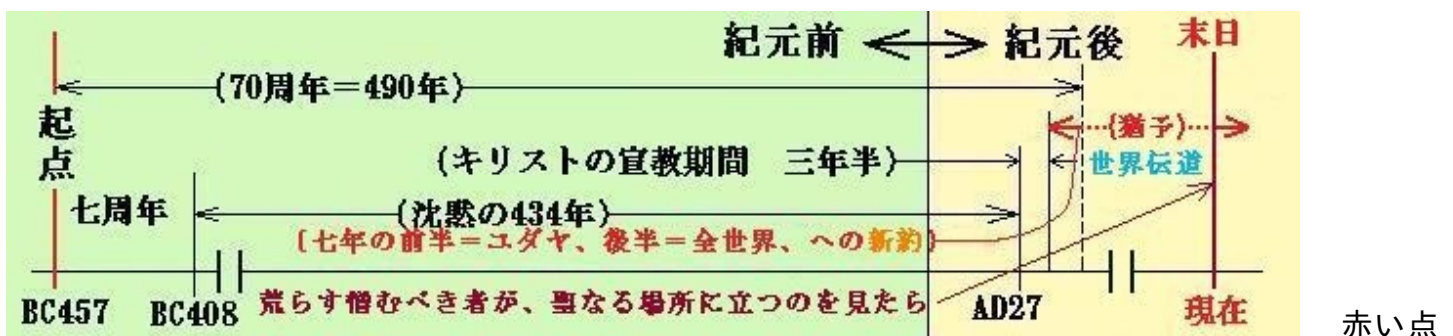 紀元前 紀元後 末日
(70周年=490年)
起点
(猶予)
(キリストの宣教期間 三年半)
世界伝道
七周年
(沈黙の434年)
(七年の前半=ユダヤ、後半=全世界、への新約)
BC457 BC408 荒らす憎むべき者が、聖なる場所に立つのを見たら AD27 現在
赤い点